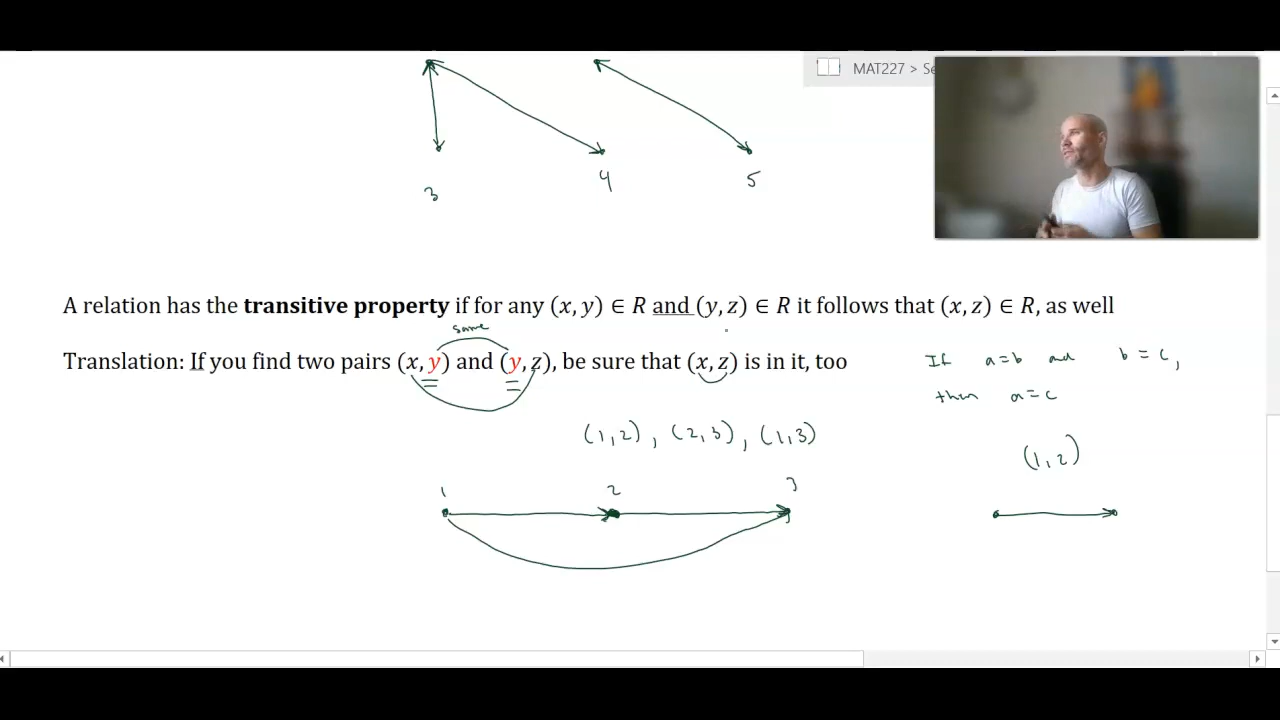 MAT227 > Se
3
4
5
A relation has the transitive property if for any (x, y) ∈ R and (y, z) ∈ R it follows that (x, z) ∈ R, as well
same
Translation: If you find two pairs (x, y) and (y, z), be sure that (x, z) is in it, too
If a=b and b=c,
then a=c
(1,2), (2,3), (1,3)
(1,2)
1 2 3